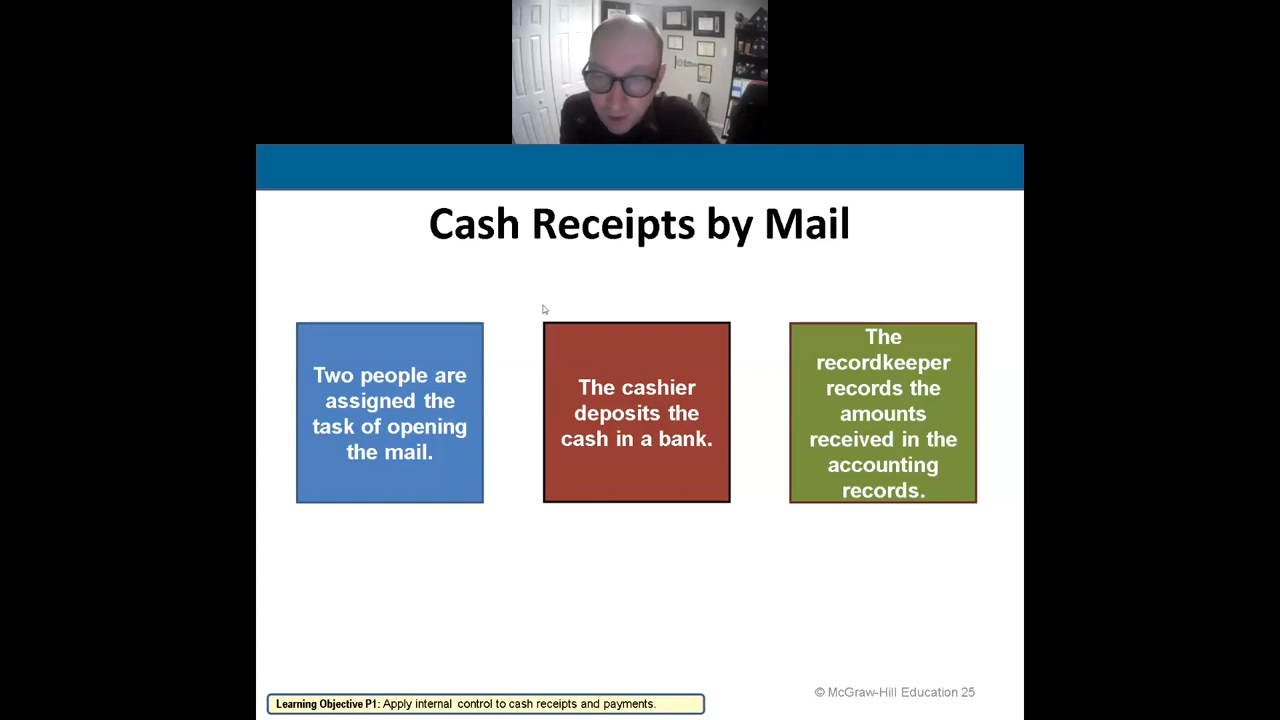 Cash Receipts by Mail
Two people are
assigned the
task of opening
the mail.
The cashier
deposits the
cash in a bank.
The
recordkeeper
records the
amounts
received in the
accounting
records.
© McGraw-Hill Education 25
Learning Objective P1: Apply internal control to cash receipts and payments.